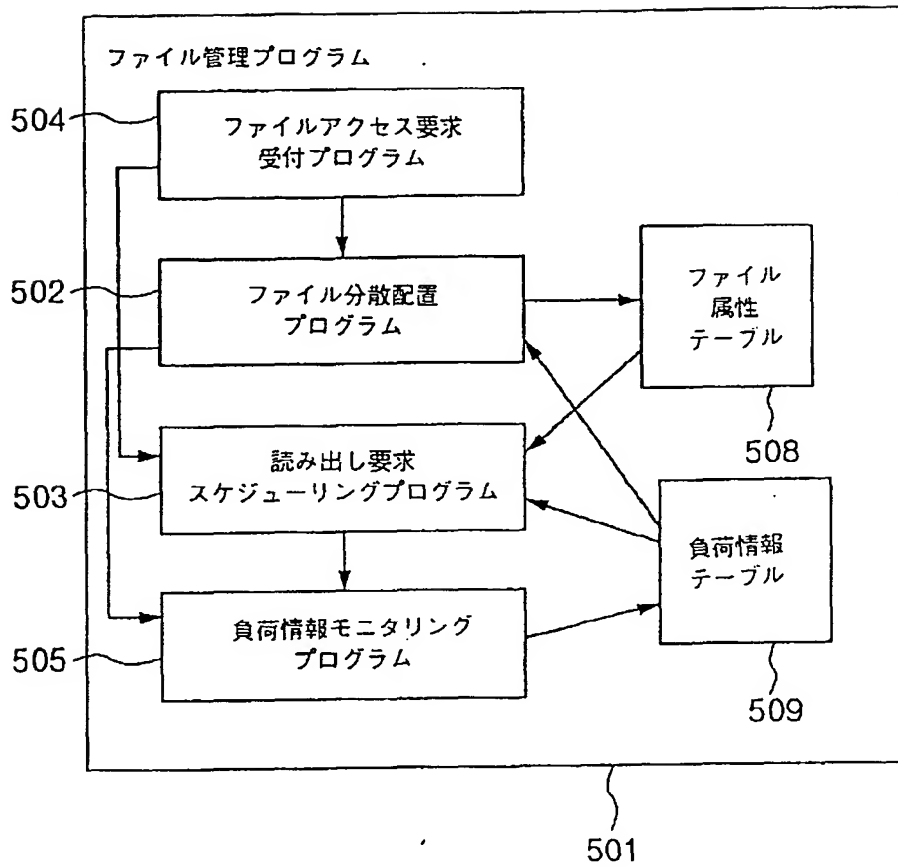 ファイル管理プログラム
504
ファイルアクセス要求
受付プログラム
502
ファイル分散配置
プログラム
ファイル
属性
テーブル
508
503
読み出し要求
スケジューリングプログラム
負荷情報
テーブル
509
505
負荷情報モニタリング
プログラム
501